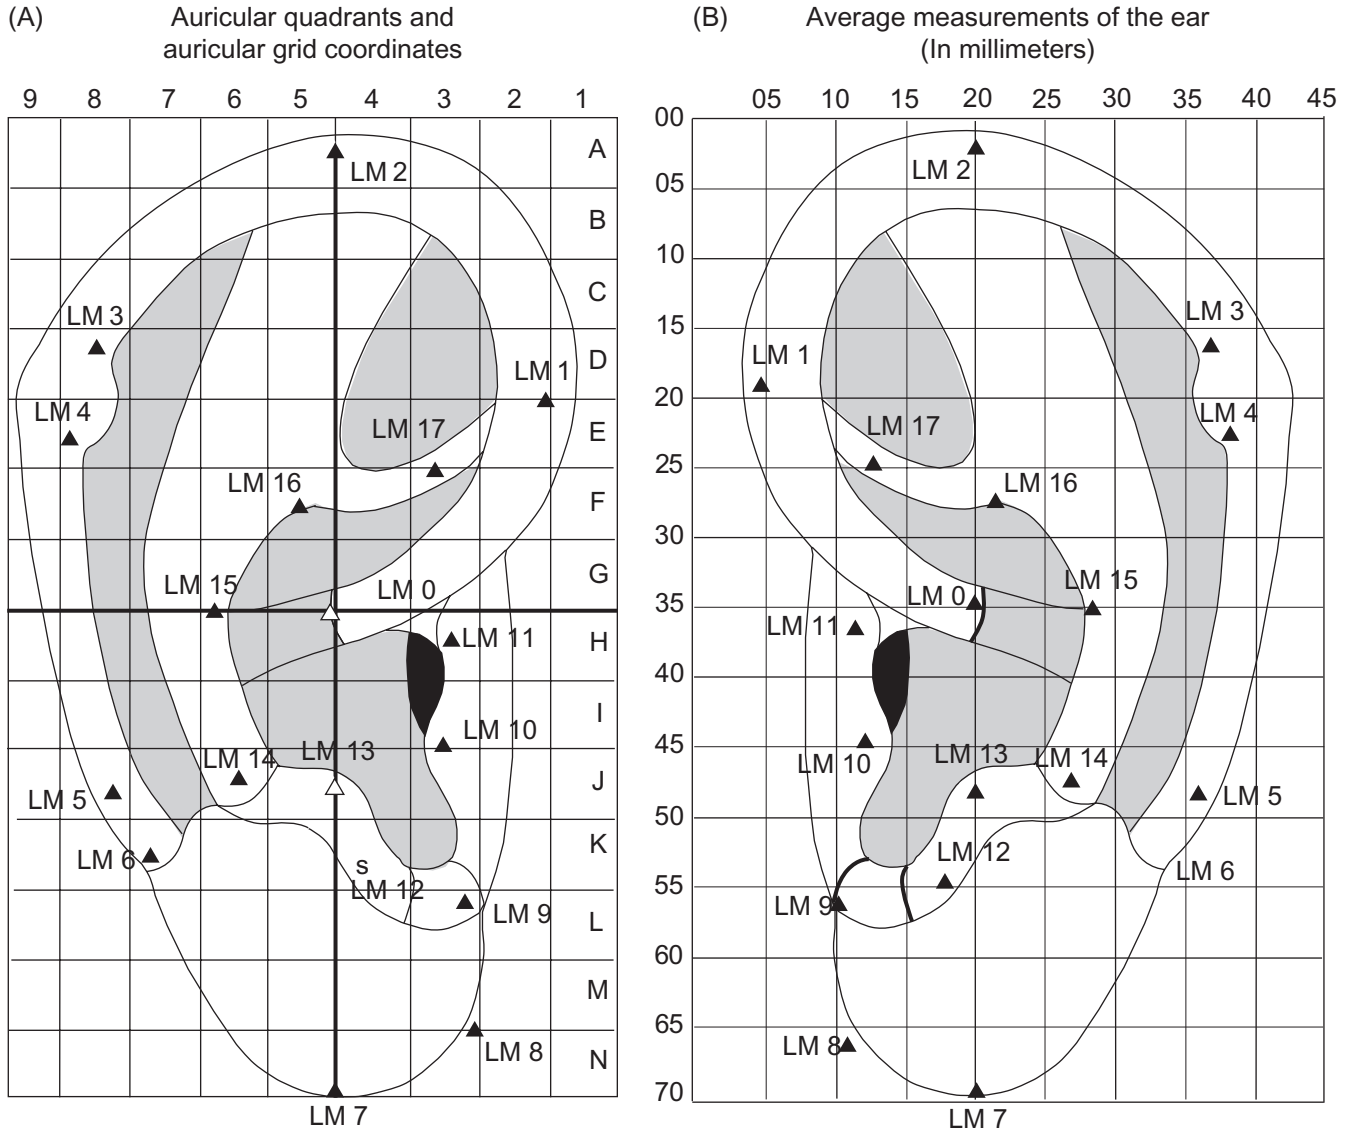 (A) Auricular quadrants and
auricular grid coordinates
9 8 7 6 5 4 3 2 1
A
LM 2
B
C
LM 3
D
LM 1
LM 4
E
LM 17
LM 16
F
G
LM 15
LM 0
H
LM 11
I
LM 10
LM 13
LM 14
J
LM 5
K
LM 6
s
LM 12
LM 9
L
M
LM 8
N
LM 7
(B) Average measurements of the ear
(In millimeters)
05 10 15 20 25 30 35 40 45
00
LM 2
05
10
LM 3
15
LM 1
20
LM 4
LM 17
25
LM 16
30
LM 15
LM 0
35
LM 11
40
45
LM 13
LM 14
LM 10
LM 5
50
LM 12
LM 6
55
LM 9
60
65
LM 8
70
LM 7